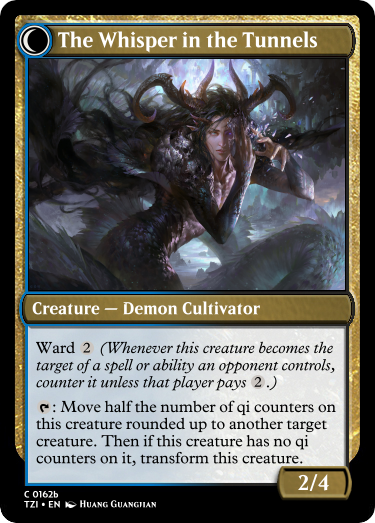 The Whisper in the Tunnels
Creature — Demon Cultivator
Ward 2 (Whenever this creature becomes the
target of a spell or ability an opponent controls,
counter it unless that player pays 2.)
: Move half the number of qi counters on
this creature rounded up to another target
creature. Then if this creature has no qi
counters on it, transform this creature.
2/4
C 0162b
TZI • EN Huang Guangjian